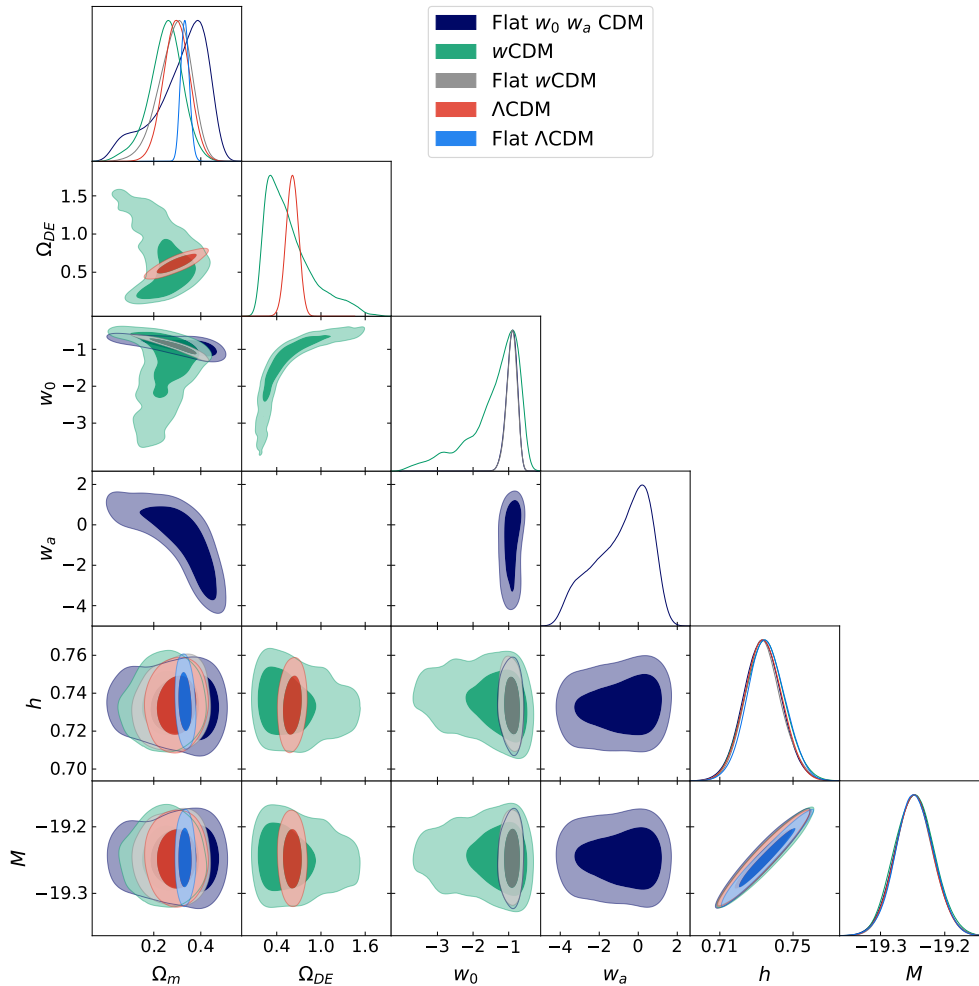 Flat w₀ wₐ CDM
wCDM
Flat wCDM
ΛCDM
Flat ΛCDM
Ω_DE
1.5
1.0
0.5
w₀
−1
−2
−3
wₐ
2
0
−2
−4
h
0.76
0.74
0.72
0.70
M
−19.2
−19.3
0.2 0.4 0.4 1.0 1.6 −3 −2 −1 −4 −2 0 2 0.71 0.75 −19.3 −19.2
Ωₘ Ω_DE w₀ wₐ h M